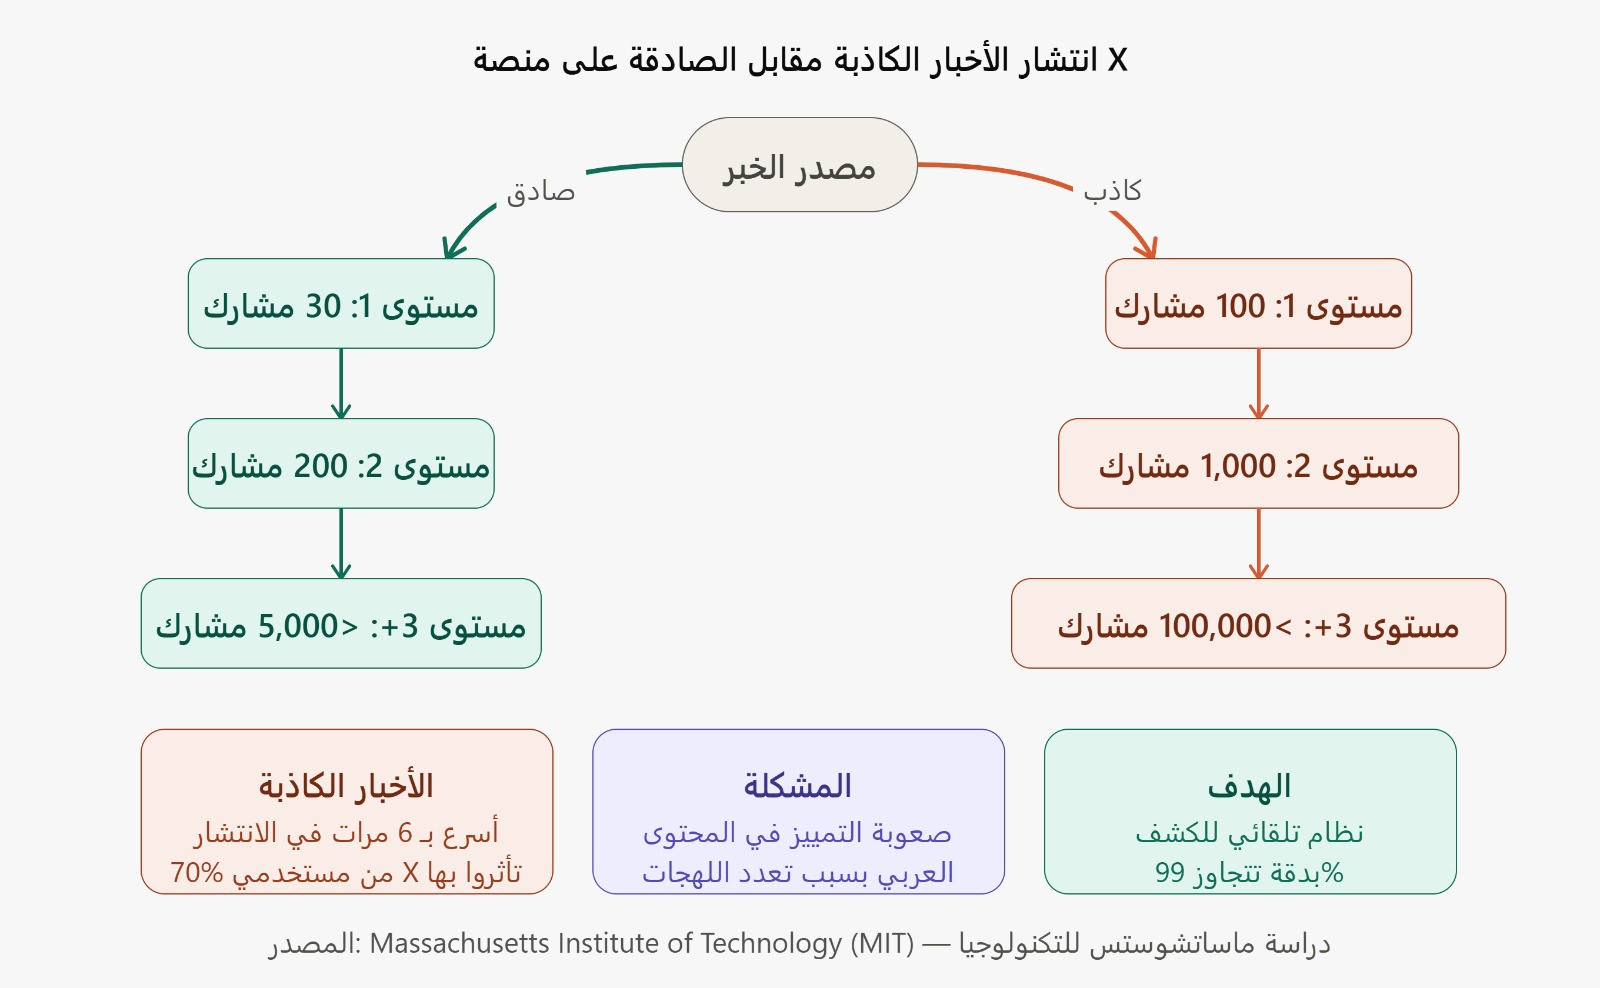 انتشار الأخبار الكاذبة مقابل الصادقة على منصة X
مصدر الخبر
كاذب
صادق
مستوى 1: 100 مشارك
مستوى 1: 30 مشارك
مستوى 2: 1,000 مشارك
مستوى 2: 200 مشارك
مستوى 3+: >100,000 مشارك
مستوى 3+: <5,000 مشارك
الهدف
نظام تلقائي للكشف
بدقة تتجاوز 99%
المشكلة
صعوبة التمييز في المحتوى
العربي بسبب تعدد اللهجات
الأخبار الكاذبة
أسرع بـ 6 مرات في الانتشار
70% من مستخدمي X تأثروا بها
المصدر: Massachusetts Institute of Technology (MIT) — دراسة ماساتشوستس للتكنولوجيا